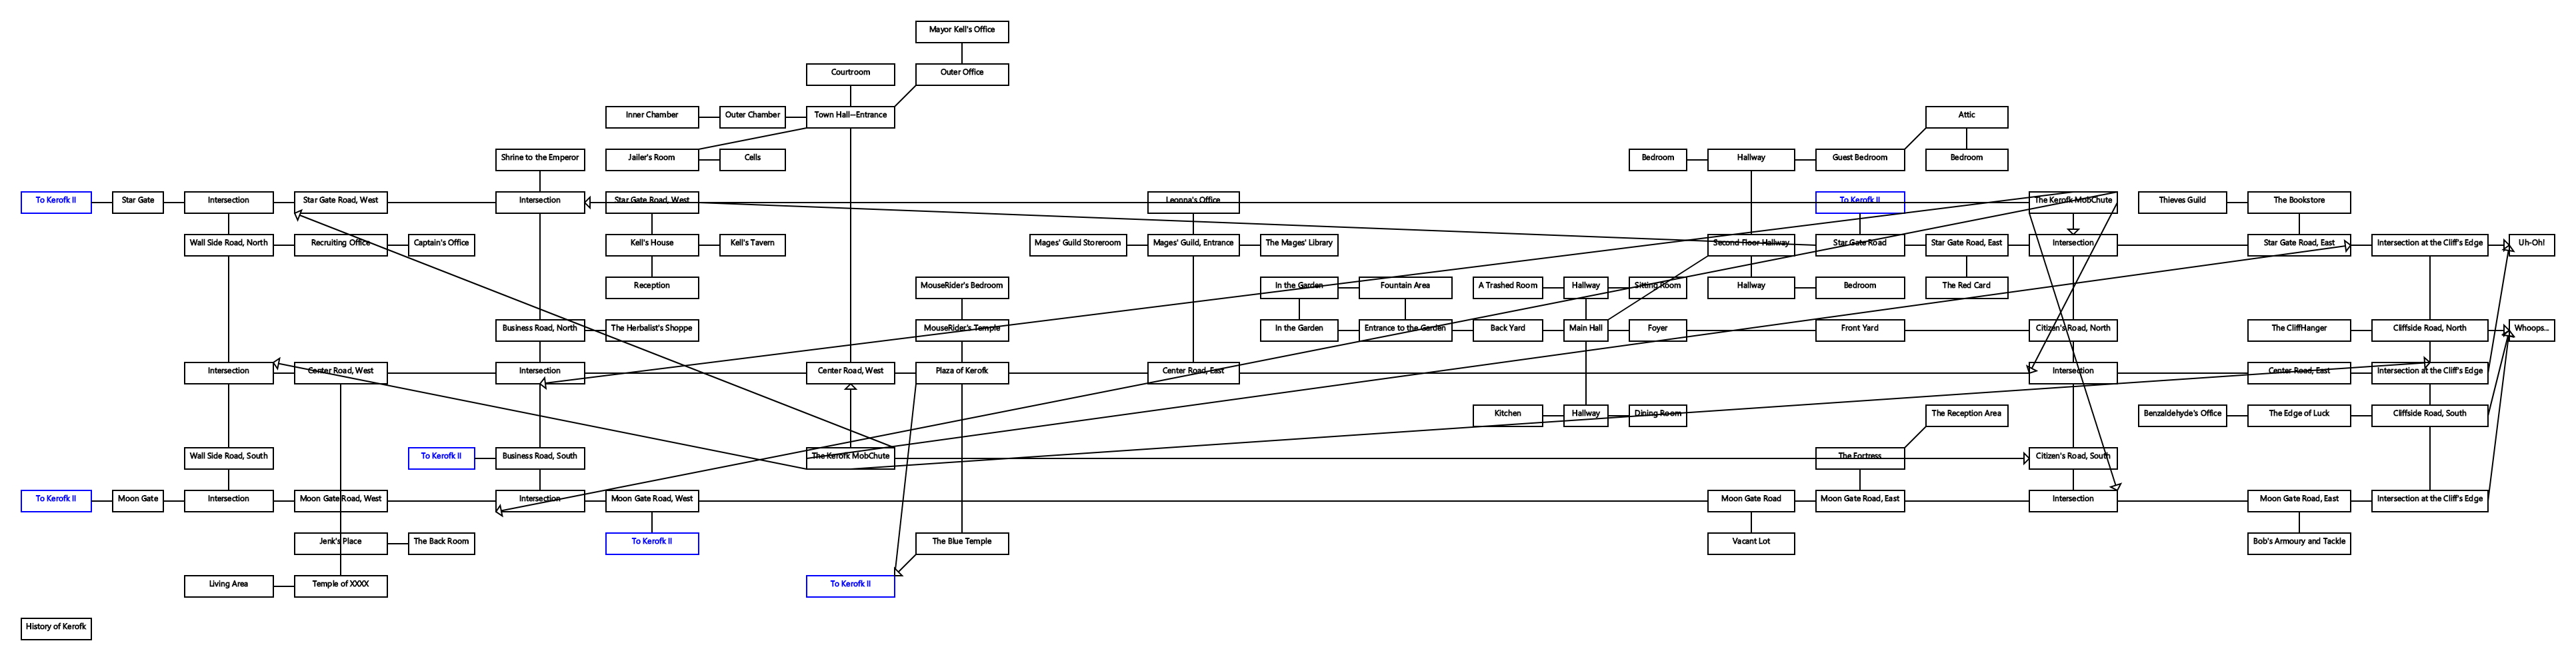 Mayor Kell's Office
Courtroom
Outer Office
Inner Chamber
Outer Chamber
Town Hall--Entrance
Attic
Shrine to the Emperor
Jailer's Room
Cells
Bedroom
Hallway
Guest Bedroom
Bedroom
To Kerofk II
Star Gate
Intersection
Star Gate Road, West
Intersection
Star Gate Road, West
Leonna's Office
To Kerofk II
The Kerofk MobChute
Thieves Guild
The Bookstore
Wall Side Road, North
Recruiting Office
Captain's Office
Kell's House
Kell's Tavern
Mages' Guild Storeroom
Mages' Guild, Entrance
The Mages' Library
Second Floor Hallway
Star Gate Road
Star Gate Road, East
Intersection
Star Gate Road, East
Intersection at the Cliff's Edge
Uh-Oh!
Reception
MouseRider's Bedroom
In the Garden
Fountain Area
A Trashed Room
Hallway
Sitting Room
Hallway
Bedroom
The Red Card
Business Road, North
The Herbalist's Shoppe
MouseRider's Temple
In the Garden
Entrance to the Garden
Back Yard
Main Hall
Foyer
Front Yard
Citizen's Road, North
The CliffHanger
Cliffside Road, North
Whoops...
Intersection
Center Road, West
Intersection
Center Road, West
Plaza of Kerofk
Center Road, East
Intersection
Center Road, East
Intersection at the Cliff's Edge
Kitchen
Hallway
Dining Room
The Reception Area
Benzaldehyde's Office
The Edge of Luck
Cliffside Road, South
Wall Side Road, South
To Kerofk II
Business Road, South
The Kerofk MobChute
The Fortress
Citizen's Road, South
To Kerofk II
Moon Gate
Intersection
Moon Gate Road, West
Intersection
Moon Gate Road, West
Moon Gate Road
Moon Gate Road, East
Intersection
Moon Gate Road, East
Intersection at the Cliff's Edge
Jenk's Place
The Back Room
To Kerofk II
The Blue Temple
Vacant Lot
Bob's Armoury and Tackle
Living Area
Temple of XXXX
To Kerofk II
History of Kerofk